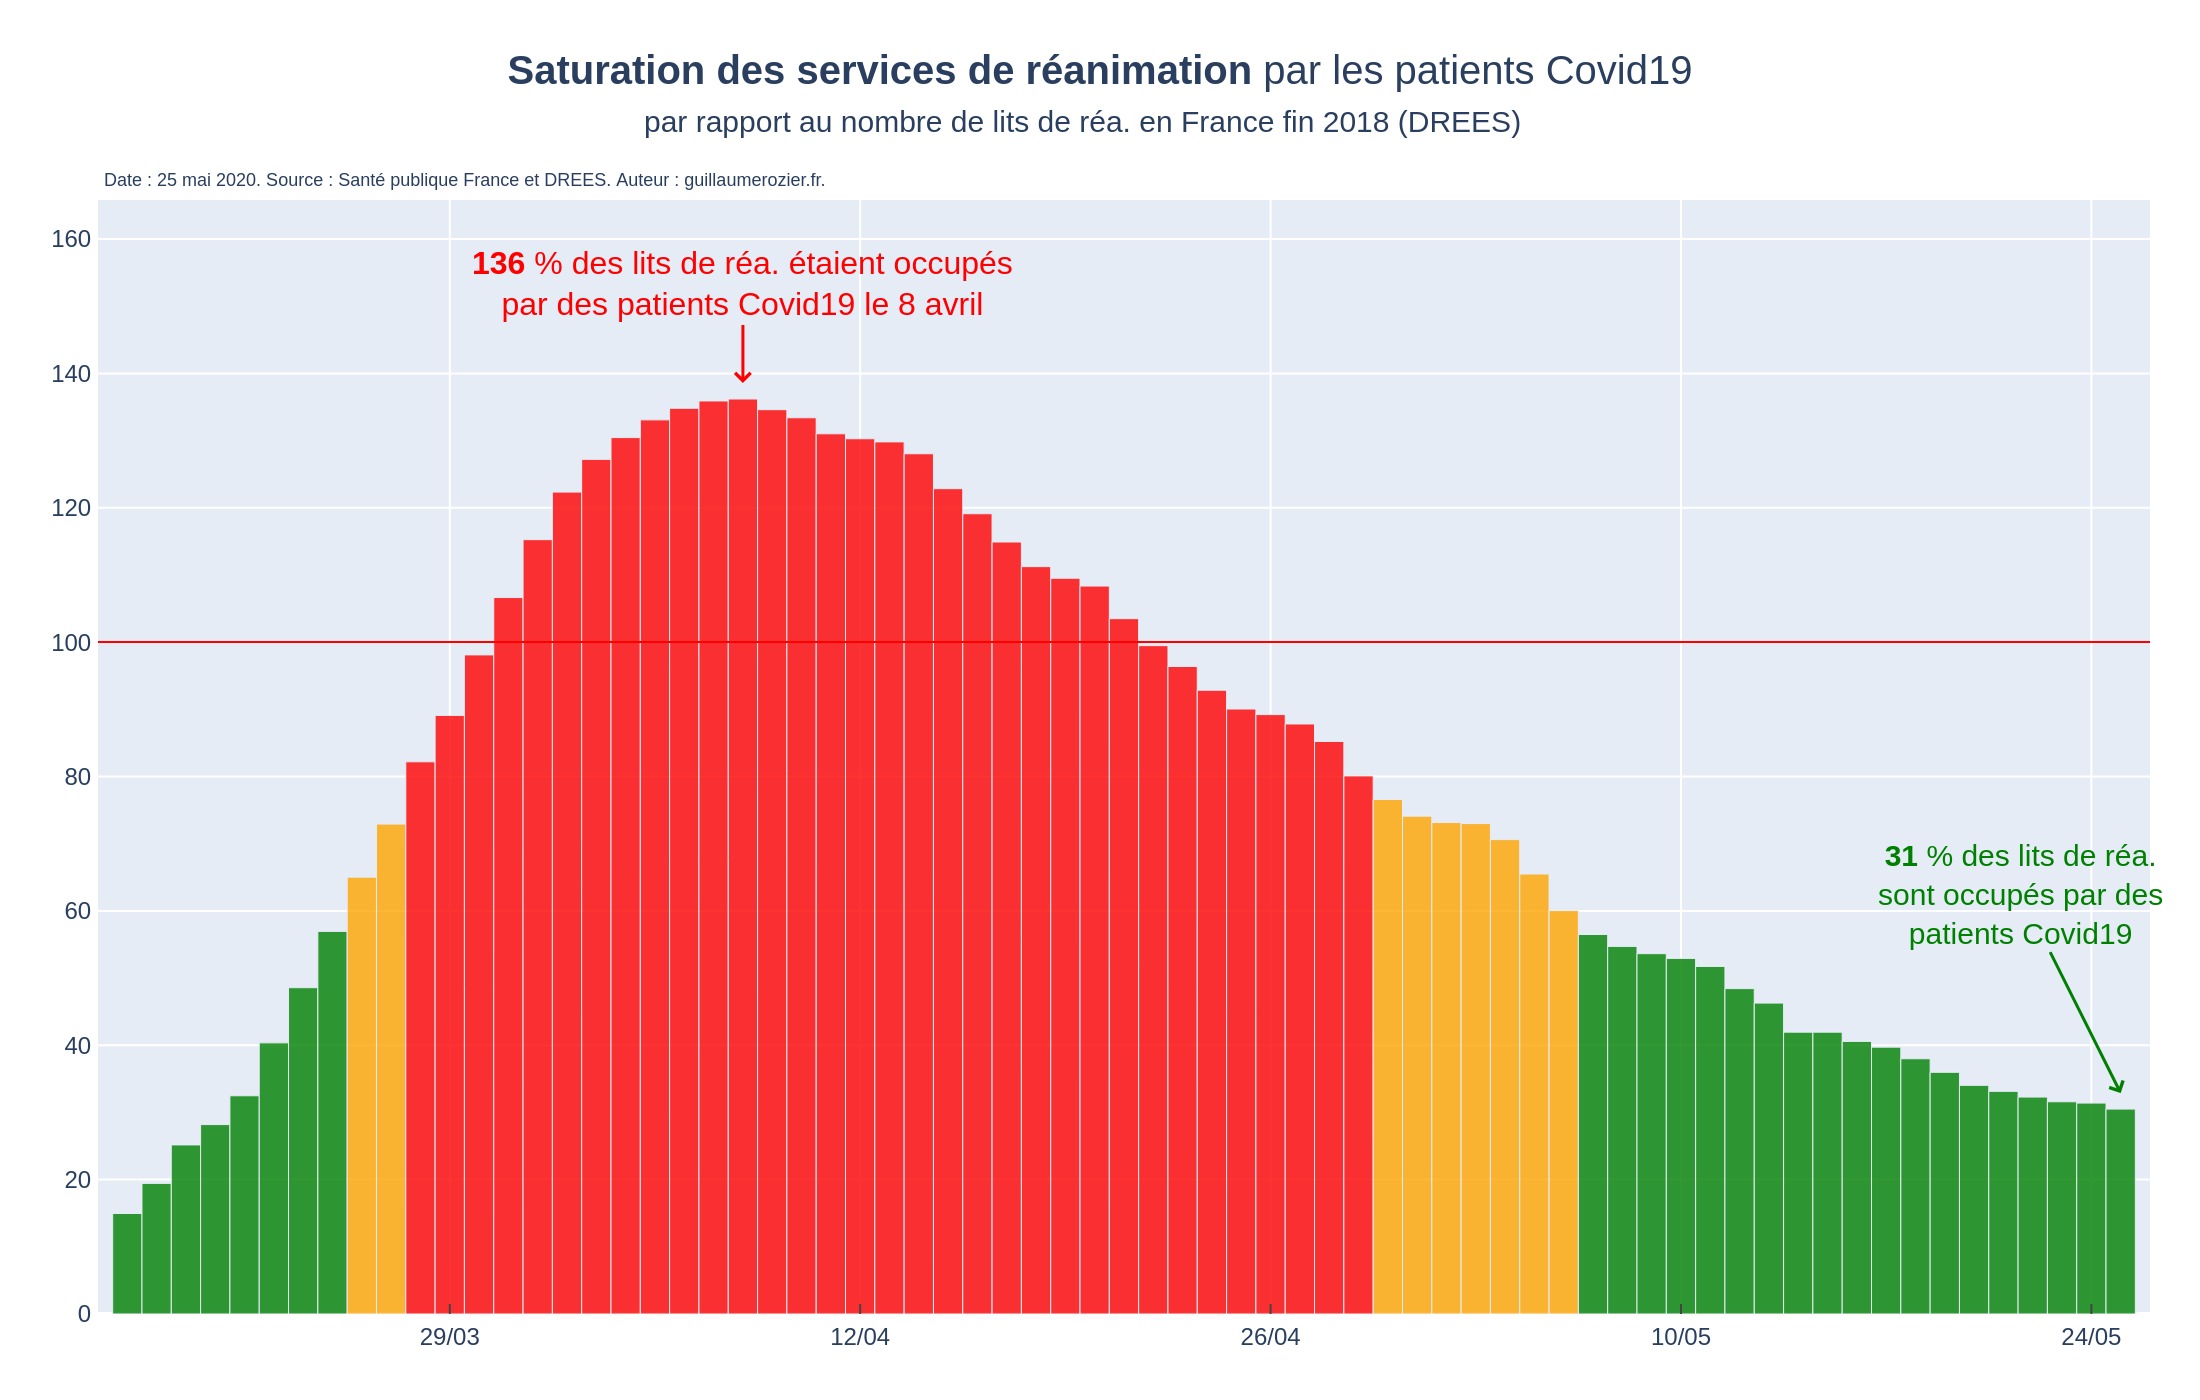 Saturation des services de réanimation par les patients Covid19
par rapport au nombre de lits de réa. en France fin 2018 (DREES)
Date : 25 mai 2020. Source : Santé publique France et DREES. Auteur : guillaumerozier.fr.
160
136 % des lits de réa. étaient occupés
par des patients Covid19 le 8 avril
140
120
100
80
31 % des lits de réa.
sont occupés par des
patients Covid19
60
40
20
0
29/03
12/04
26/04
10/05
24/05